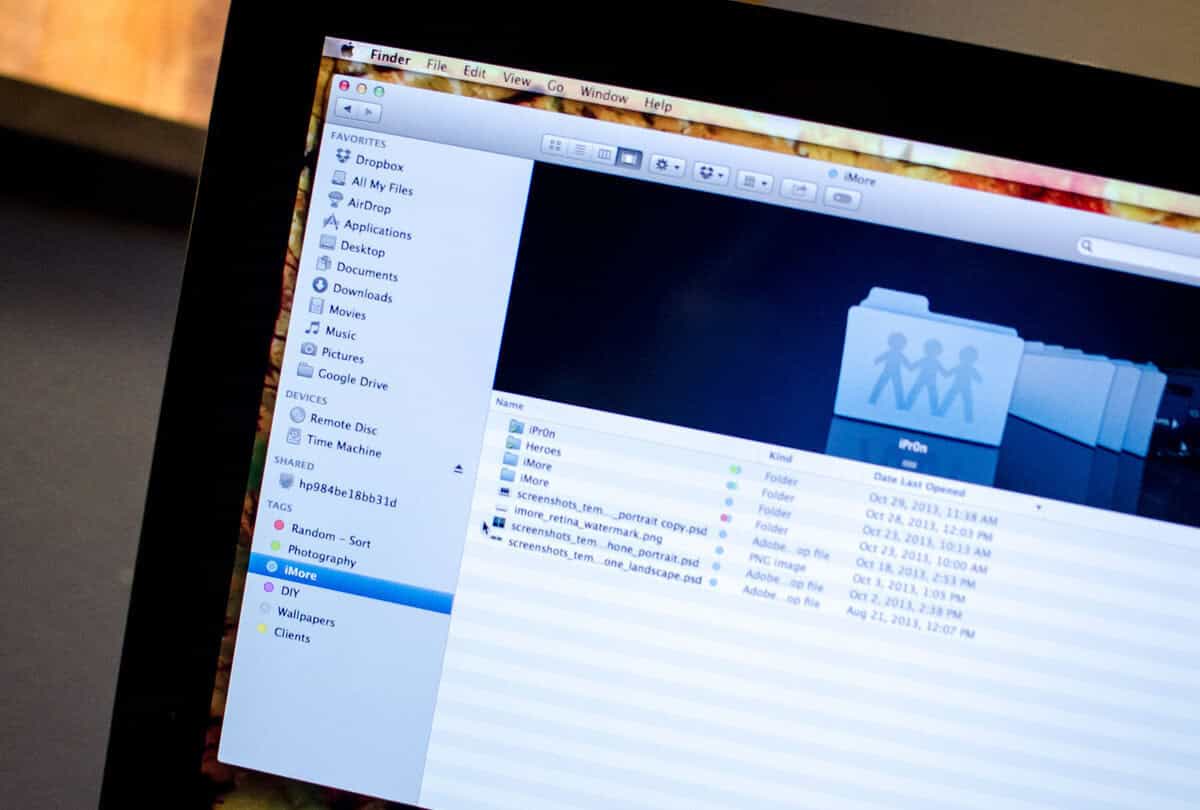 Finder File Edit View Go Window Help
iMore
FAVORITES
Dropbox
All My Files
AirDrop
Applications
Desktop
Documents
Downloads
Movies
Music
Pictures
Google Drive
DEVICES
Remote Disc
Time Machine
SHARED
hp984be18bb31d
TAGS
Random - Sort
Photography
iMore
DIY
Wallpapers
Clients
iPr0n
Name Kind Date Last Opened
iPr0n Folder Oct 29, 2013, 11:38 AM
Heroes Folder Oct 28, 2013, 12:03 PM
iMore Folder Oct 23, 2013, 10:13 AM
iMore Folder Oct 23, 2013, 10:00 AM
screenshots_tem..._portrait copy.psd Adobe...op file Oct 18, 2013, 2:53 PM
imore_retina_watermark.png PNG image Oct 3, 2013, 1:05 PM
screenshots_tem...hone_portrait.psd Adobe...op file Oct 2, 2013, 2:38 PM
screenshots_tem...one_landscape.psd Adobe...op file Aug 21, 2013, 12:07 PM